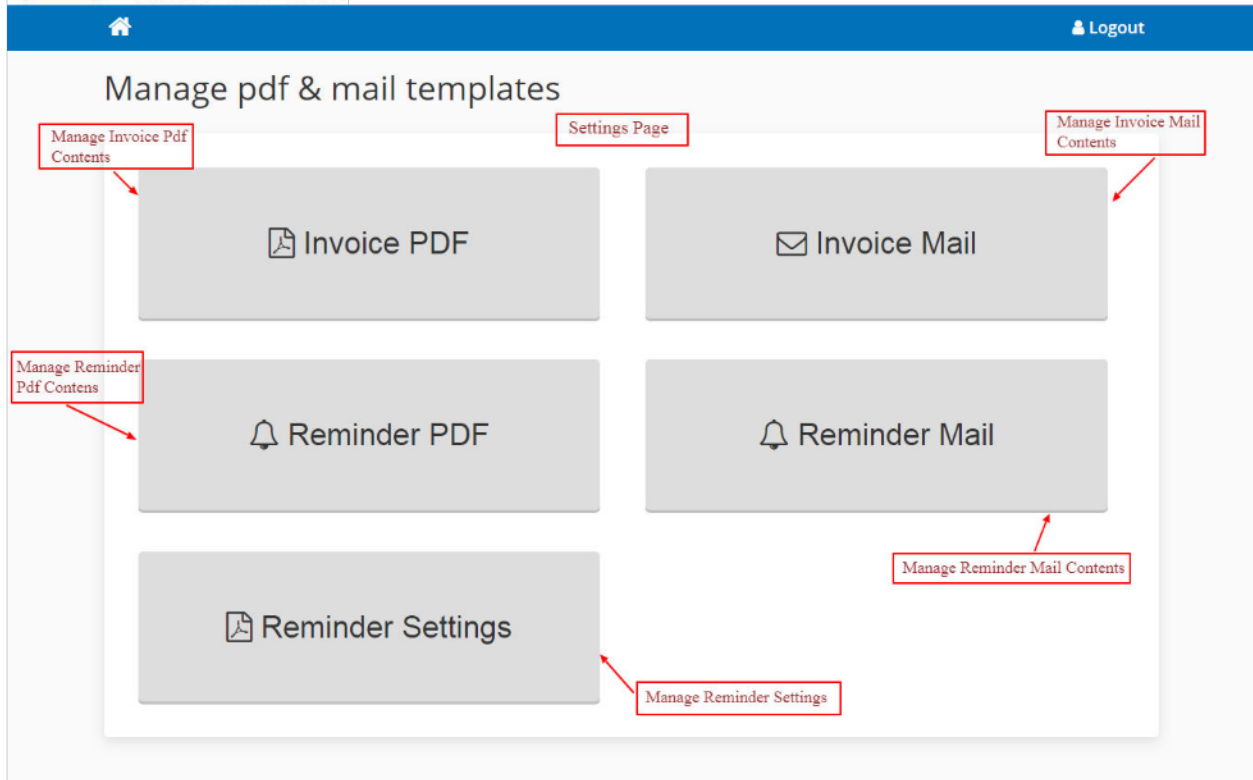 Logout
Manage pdf & mail templates
Settings Page
Manage Invoice Pdf
Contents
Manage Invoice Mail
Contents
Invoice PDF
Invoice Mail
Manage Reminder
Pdf Contens
Reminder PDF
Reminder Mail
Manage Reminder Mail Contents
Reminder Settings
Manage Reminder Settings